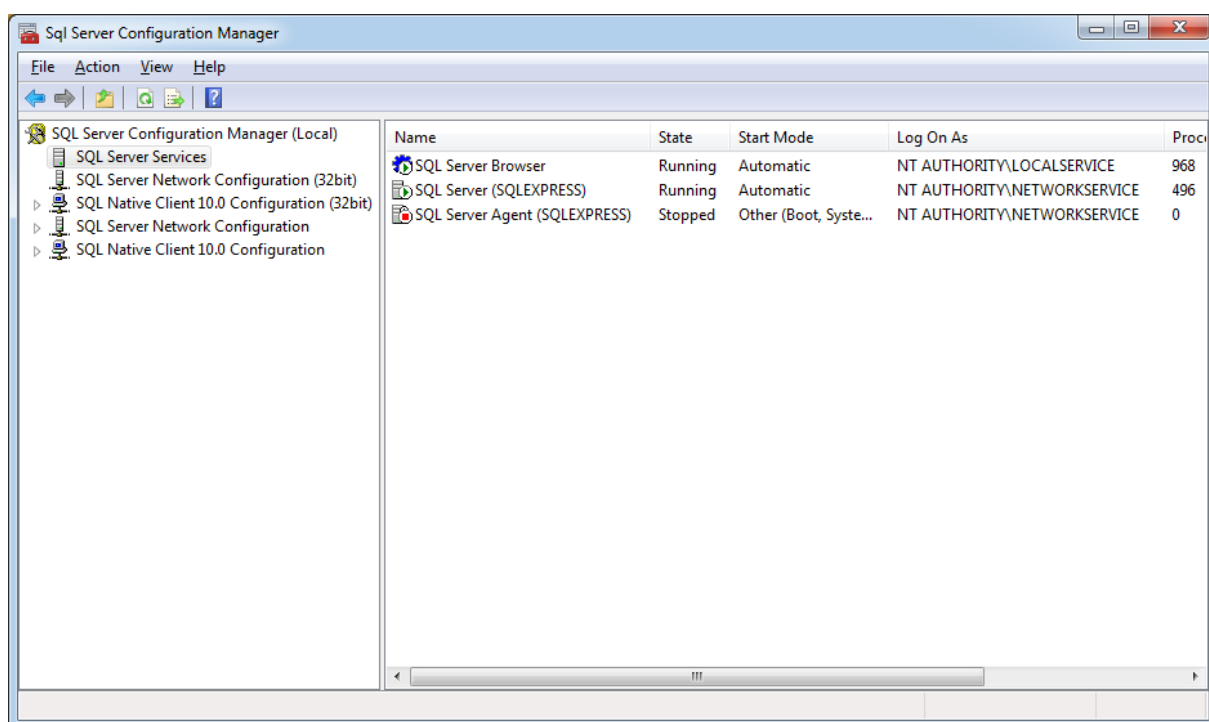 Sql Server Configuration Manager
File Action View Help
SQL Server Configuration Manager (Local)
SQL Server Services
SQL Server Network Configuration (32bit)
SQL Native Client 10.0 Configuration (32bit)
SQL Server Network Configuration
SQL Native Client 10.0 Configuration
Name State Start Mode Log On As Proc
SQL Server Browser Running Automatic NT AUTHORITY\LOCALSERVICE 968
SQL Server (SQLEXPRESS) Running Automatic NT AUTHORITY\NETWORKSERVICE 496
SQL Server Agent (SQLEXPRESS) Stopped Other (Boot, Syste... NT AUTHORITY\NETWORKSERVICE 0